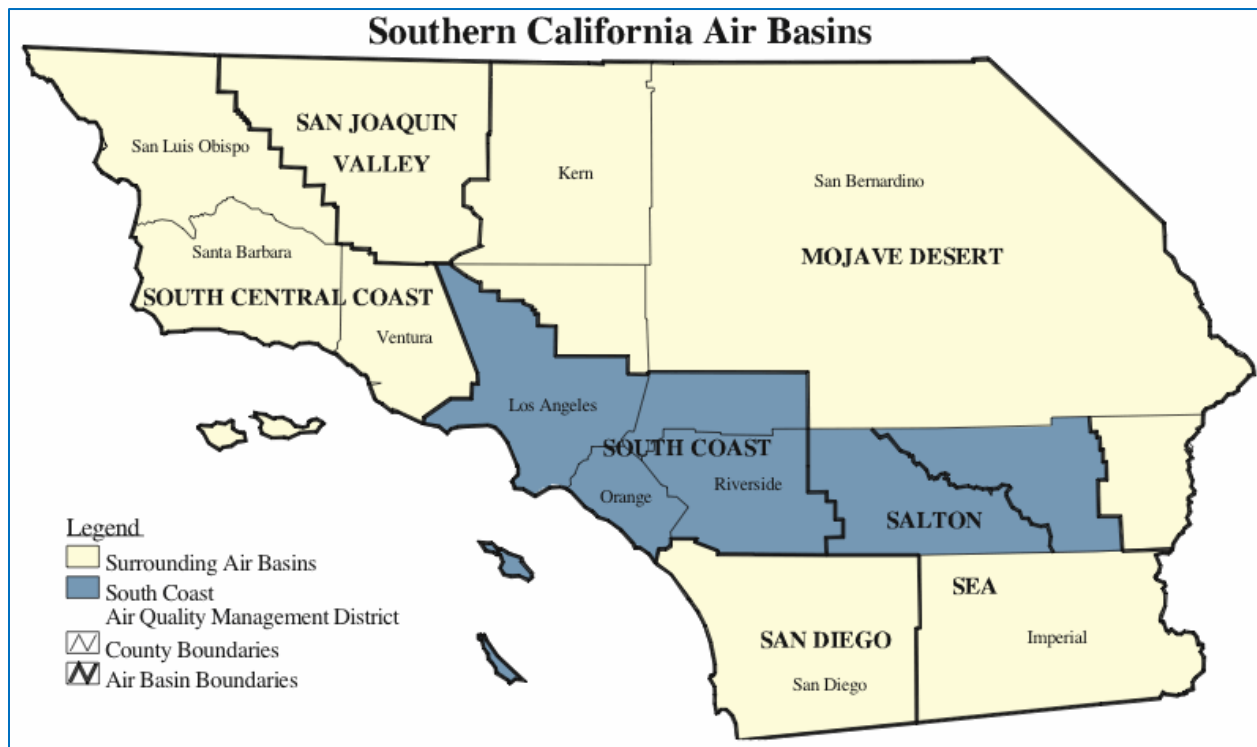 Southern California Air Basins
SAN JOAQUIN
VALLEY
San Luis Obispo
Kern
San Bernardino
Santa Barbara
MOJAVE DESERT
SOUTH CENTRAL COAST
Ventura
Los Angeles
SOUTH COAST
Riverside
Orange
SALTON
SEA
SAN DIEGO
San Diego
Imperial
Legend
Surrounding Air Basins
South Coast
Air Quality Management District
County Boundaries
Air Basin Boundaries